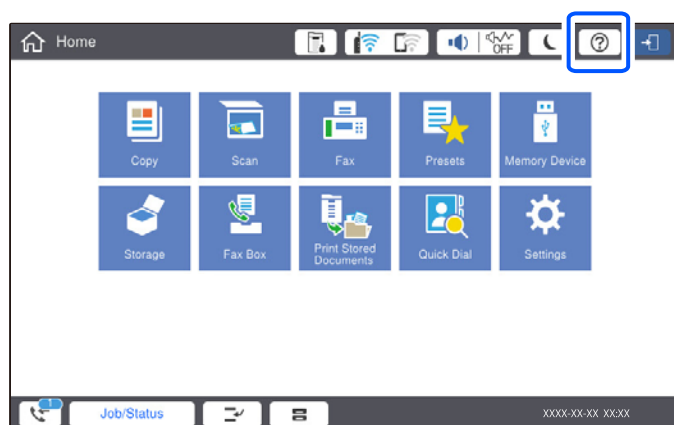 Home
OFF
?
Copy
Scan
Fax
Presets
Memory Device
Storage
Fax Box
Print Stored
Documents
Quick Dial
Settings
1
Job/Status
XXXX-XX-XX XX:XX